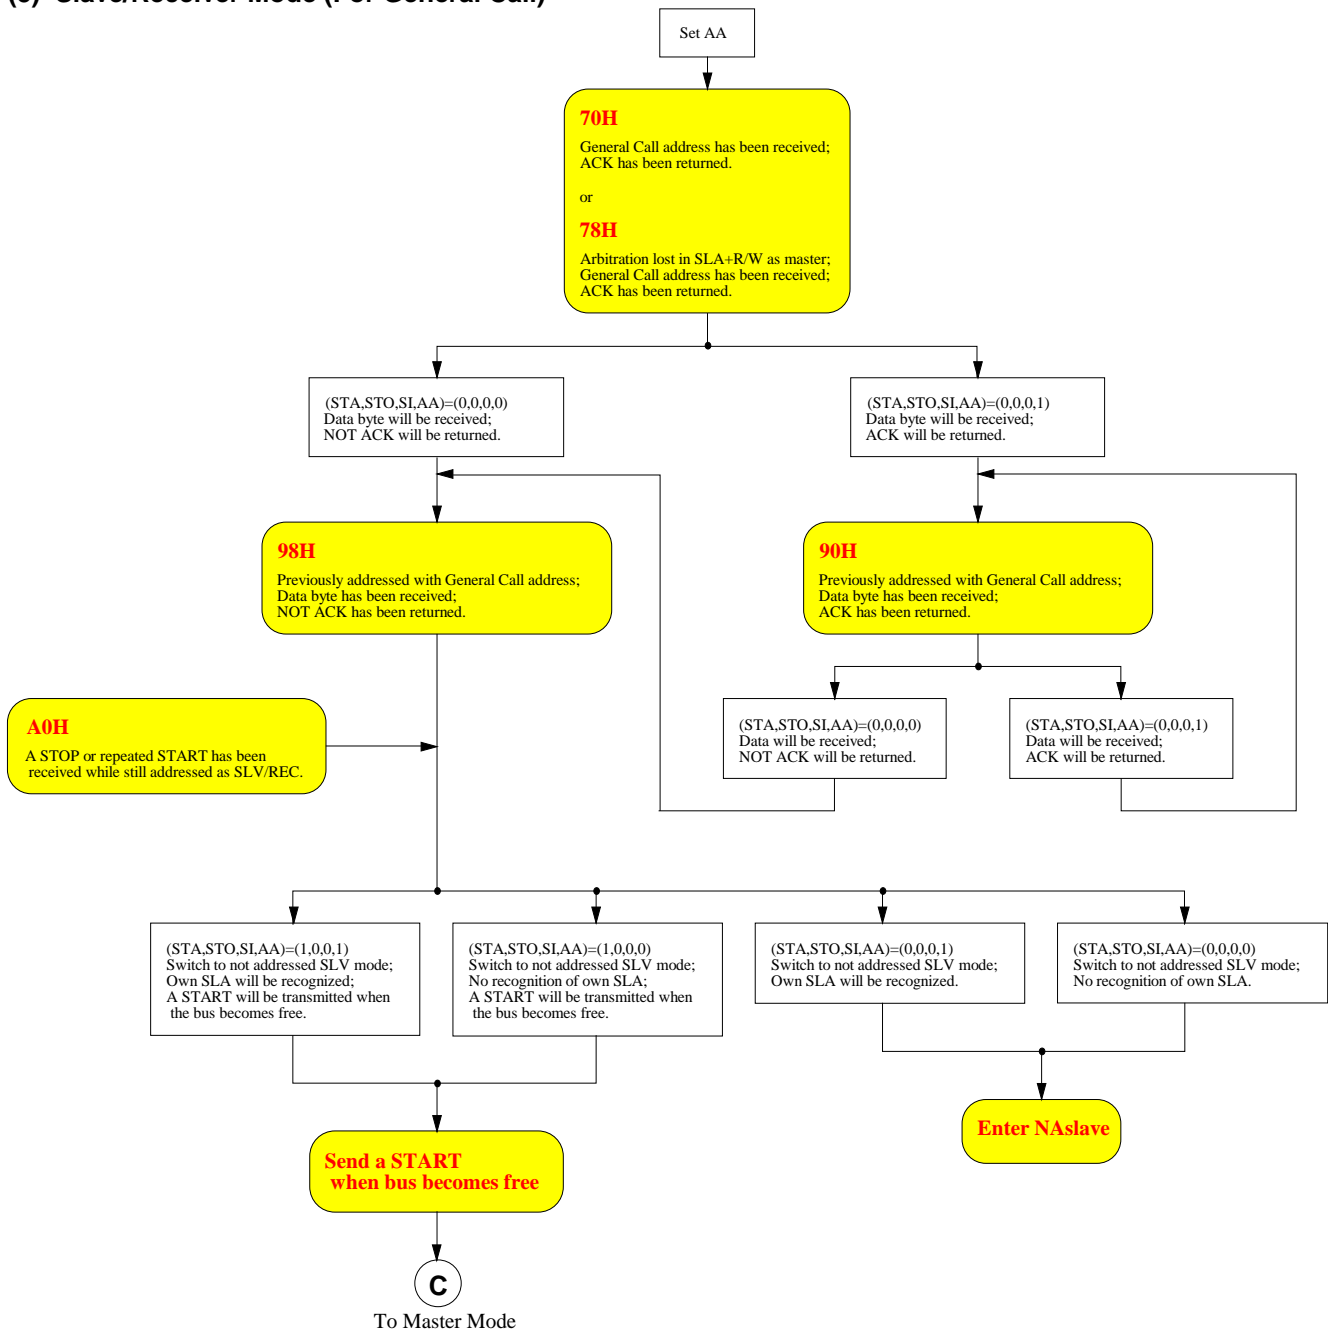 Set AA
70H
General Call address has been received;
ACK has been returned.
or
78H
Arbitration lost in SLA+R/W as master;
General Call address has been received;
ACK has been returned.
(STA,STO,SI,AA)=(0,0,0,0)
Data byte will be received;
NOT ACK will be returned.
(STA,STO,SI,AA)=(0,0,0,1)
Data byte will be received;
ACK will be returned.
98H
Previously addressed with General Call address;
Data byte has been received;
NOT ACK has been returned.
90H
Previously addressed with General Call address;
Data byte has been received;
ACK has been returned.
A0H
A STOP or repeated START has been
received while still addressed as SLV/REC.
(STA,STO,SI,AA)=(0,0,0,0)
Data will be received;
NOT ACK will be returned.
(STA,STO,SI,AA)=(0,0,0,1)
Data will be received;
ACK will be returned.
(STA,STO,SI,AA)=(1,0,0,1)
Switch to not addressed SLV mode;
Own SLA will be recognized;
A START will be transmitted when
the bus becomes free.
(STA,STO,SI,AA)=(1,0,0,0)
Switch to not addressed SLV mode;
No recognition of own SLA;
A START will be transmitted when
the bus becomes free.
(STA,STO,SI,AA)=(0,0,0,1)
Switch to not addressed SLV mode;
Own SLA will be recognized.
(STA,STO,SI,AA)=(0,0,0,0)
Switch to not addressed SLV mode;
No recognition of own SLA.
Enter NAslave
Send a START
when bus becomes free
C
To Master Mode